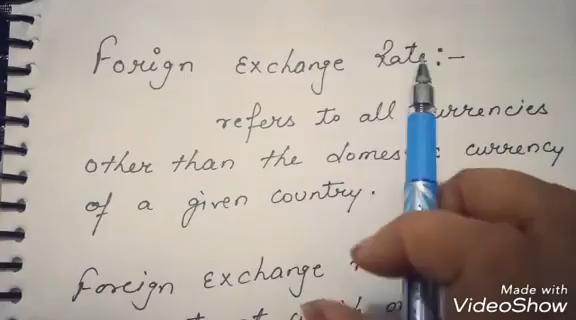 Forign exchange Rate:-
refers to all currencies
other than the domestic currency
of a given country.
Foreign exchange
Made with
VideoShow